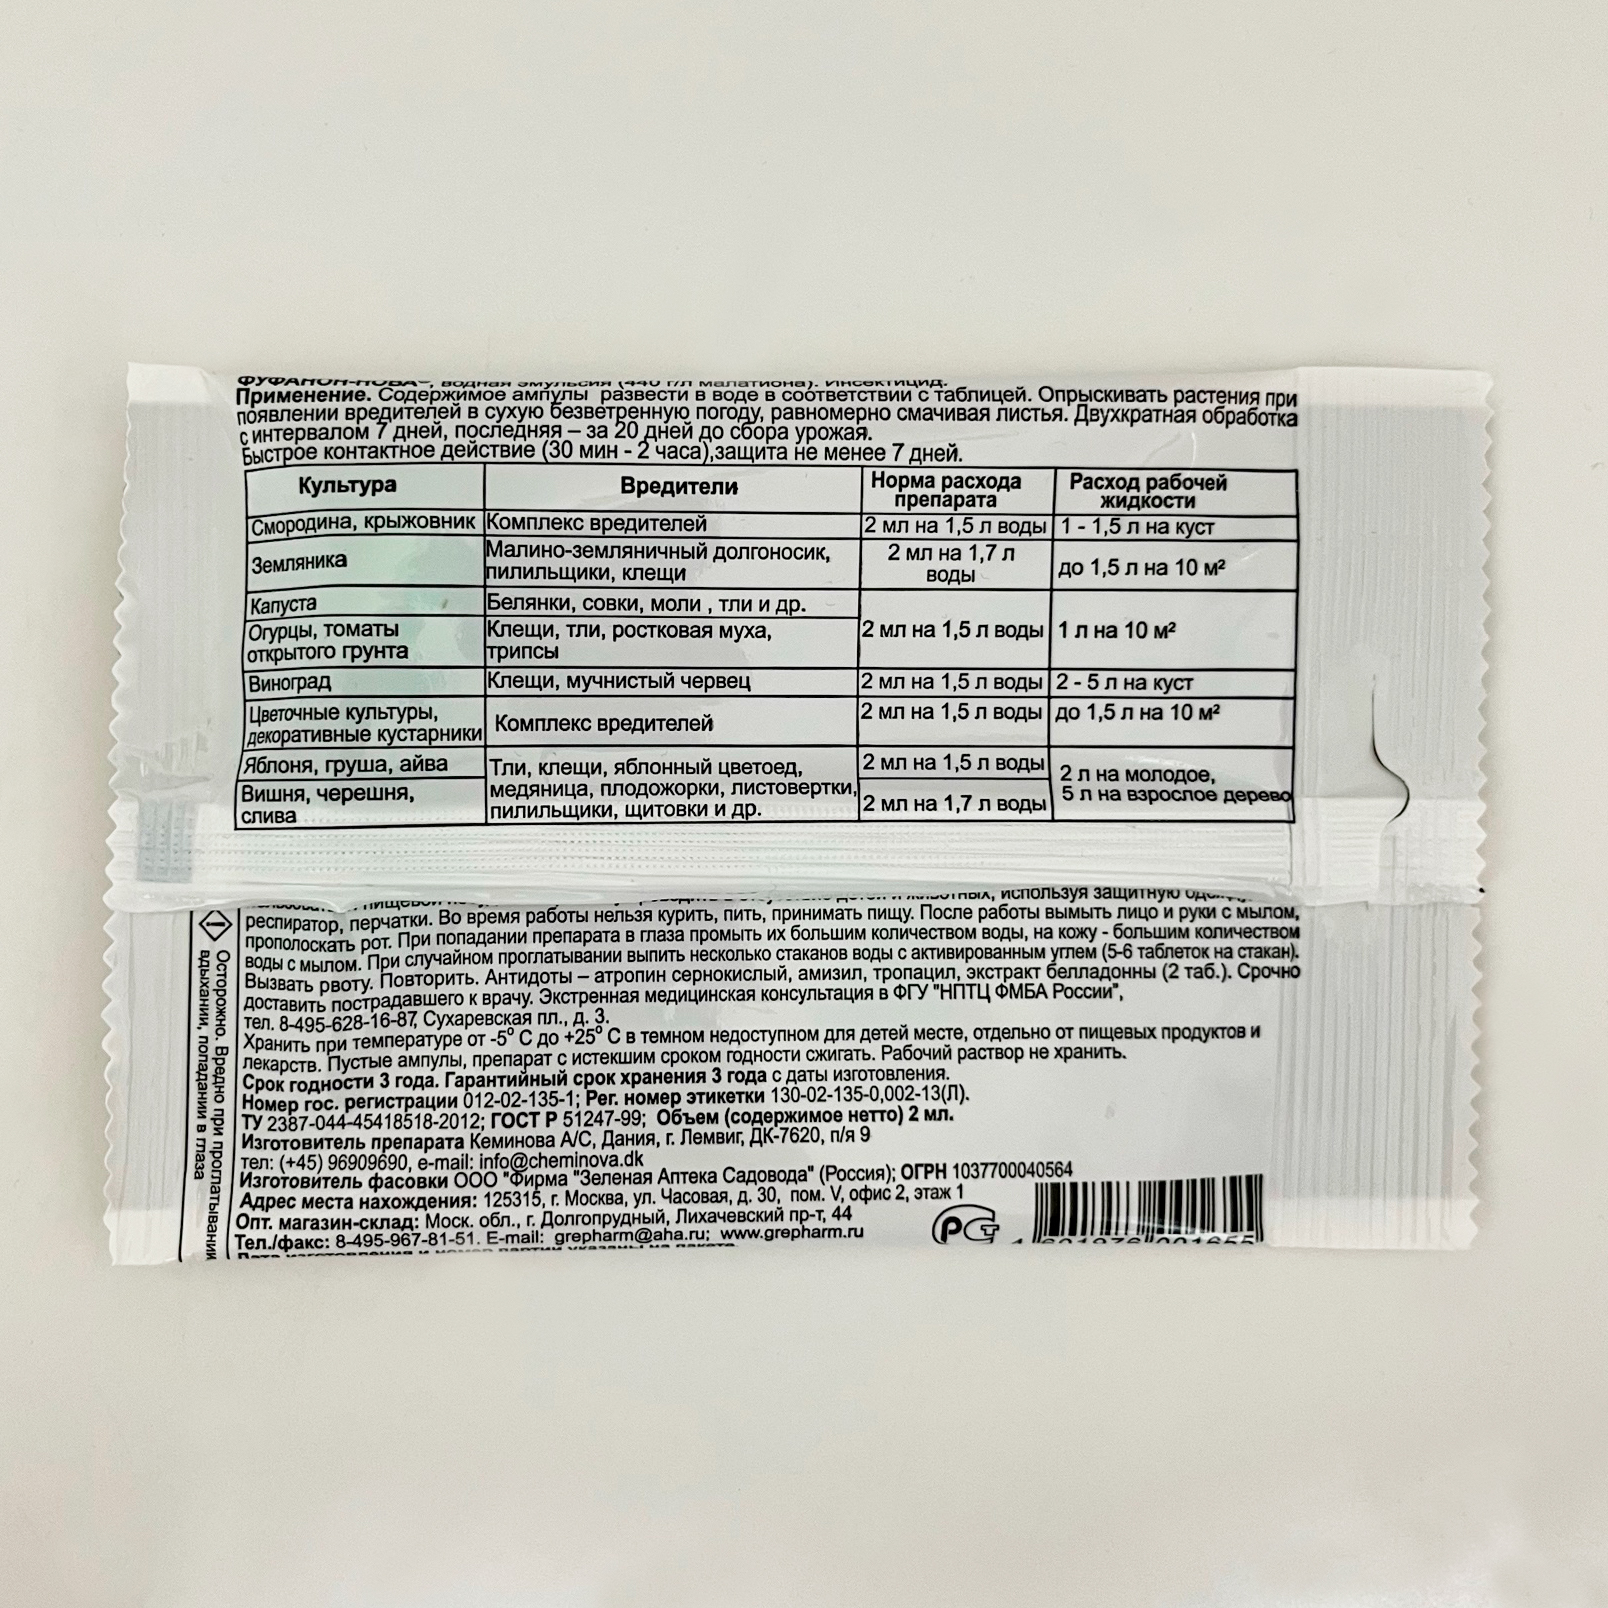 ФУФАНОН-НОВА®, водная эмульсия (440 г/л малатиона). Инсектицид.
Применение. Содержимое ампулы развести в воде в соответствии с таблицей. Опрыскивать растения при
появлении вредителей в сухую безветренную погоду, равномерно смачивая листья. Двухкратная обработка
с интервалом 7 дней, последняя – за 20 дней до сбора урожая.
Быстрое контактное действие (30 мин - 2 часа),защита не менее 7 дней.
Культура Вредители Норма расхода Расход рабочей
препарата жидкости
Смородина, крыжовник Комплекс вредителей 2 мл на 1,5 л воды 1 - 1,5 л на куст
Земляника Малино-земляничный долгоносик, 2 мл на 1,7 л до 1,5 л на 10 м²
пилильщики, клещи воды
Капуста Белянки, совки, моли , тли и др.
Огурцы, томаты Клещи, тли, ростковая муха, 2 мл на 1,5 л воды 1 л на 10 м²
открытого грунта трипсы
Виноград Клещи, мучнистый червец 2 мл на 1,5 л воды 2 - 5 л на куст
Цветочные культуры, Комплекс вредителей 2 мл на 1,5 л воды до 1,5 л на 10 м²
декоративные кустарники
Яблоня, груша, айва Тли, клещи, яблонный цветоед, 2 мл на 1,5 л воды 2 л на молодое,
Вишня, черешня, медяница, плодожорки, листовертки, 2 мл на 1,7 л воды 5 л на взрослое дерево
слива пилильщики, щитовки и др.
и животных, используя защитную
респиратор, перчатки. Во время работы нельзя курить, пить, принимать пищу. После работы вымыть лицо и руки с мылом,
прополоскать рот. При попадании препарата в глаза промыть их большим количеством воды, на кожу - большим количеством
воды с мылом. При случайном проглатывании выпить несколько стаканов воды с активированным углем (5-6 таблеток на стакан).
Вызвать рвоту. Повторить. Антидоты – атропин сернокислый, амизил, тропацил, экстракт белладонны (2 таб.). Срочно
доставить пострадавшего к врачу. Экстренная медицинская консультация в ФГУ "НПТЦ ФМБА России",
тел. 8-495-628-16-87, Сухаревская пл., д. 3.
Хранить при температуре от -5⁰ С до +25⁰ С в темном недоступном для детей месте, отдельно от пищевых продуктов и
лекарств. Пустые ампулы, препарат с истекшим сроком годности сжигать. Рабочий раствор не хранить.
Срок годности 3 года. Гарантийный срок хранения 3 года с даты изготовления.
Номер гос. регистрации 012-02-135-1; Рег. номер этикетки 130-02-135-0,002-13(Л).
ТУ 2387-044-45418518-2012; ГОСТ Р 51247-99; Объем (содержимое нетто) 2 мл.
Изготовитель препарата Кеминова А/С, Дания, г. Лемвиг, ДК-7620, п/я 9
тел: (+45) 96909690, e-mail: info@cheminova.dk
Изготовитель фасовки ООО "Фирма "Зеленая Аптека Садовода" (Россия); ОГРН 1037700040564
Адрес места нахождения: 125315, г. Москва, ул. Часовая, д. 30, пом. V, офис 2, этаж 1
Опт. магазин-склад: Моск. обл., г. Долгопрудный, Лихачевский пр-т, 44
Тел./факс: 8-495-967-81-51. E-mail: grepharm@aha.ru; www.grepharm.ru
Дата изготовления и номер партии указаны на пакете.
Осторожно. Вредно при проглатывании,
вдыхании, попадании в глаза
РСТ